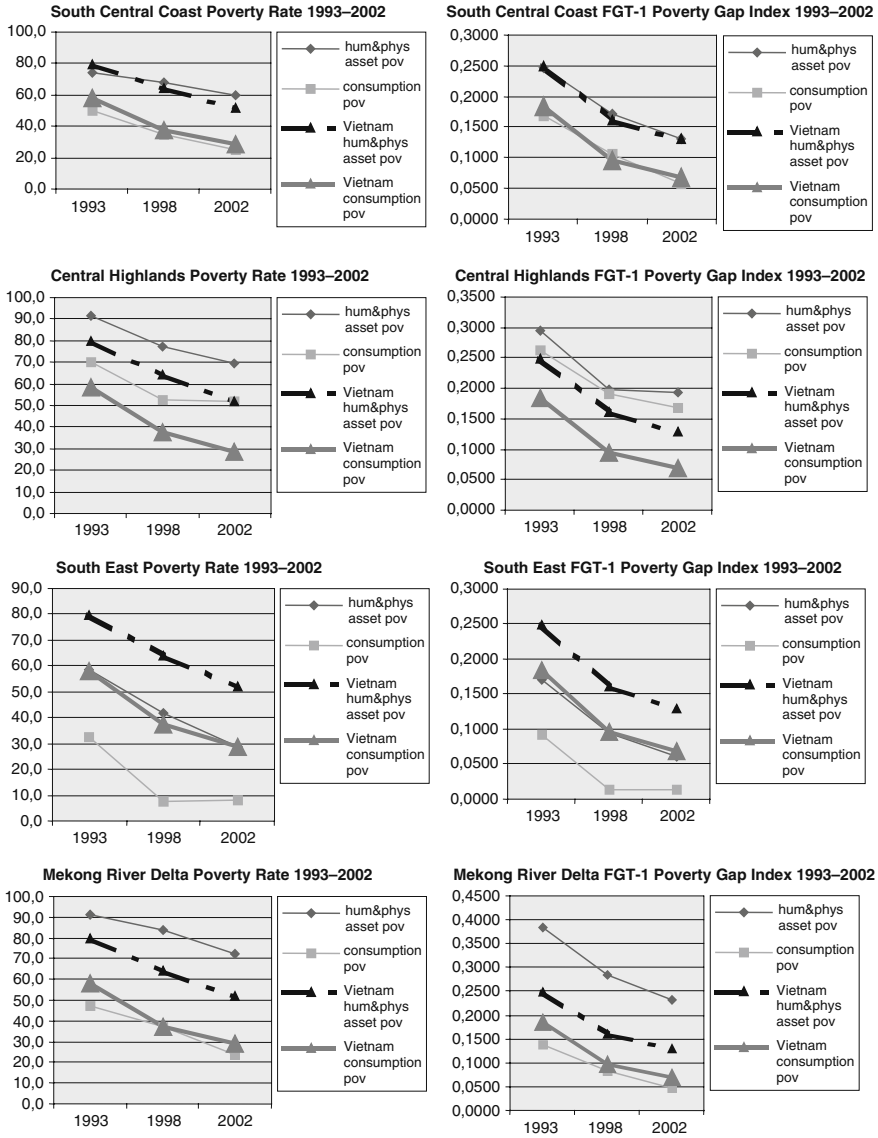 South Central Coast Poverty Rate 1993–2002
100,0
80,0
60,0
40,0
20,0
0,0
1993 1998 2002
hum&phys
asset pov
consumption
pov
Vietnam
hum&phys
asset pov
Vietnam
consumption
pov
South Central Coast FGT-1 Poverty Gap Index 1993–2002
0,3000
0,2500
0,2000
0,1500
0,1000
0,0500
0,0000
1993 1998 2002
hum&phys
asset pov
consumption
pov
Vietnam
hum&phys
asset pov
Vietnam
consumption
pov
Central Highlands Poverty Rate 1993–2002
100,0
90,0
80,0
70,0
60,0
50,0
40,0
30,0
20,0
10,0
0,0
1993 1998 2002
hum&phys
asset pov
consumption
pov
Vietnam
hum&phys
asset pov
Vietnam
consumption
pov
Central Highlands FGT-1 Poverty Gap Index 1993–2002
0,3500
0,3000
0,2500
0,2000
0,1500
0,1000
0,0500
0,0000
1993 1998 2002
hum&phys
asset pov
consumption
pov
Vietnam
hum&phys
asset pov
Vietnam
consumption
pov
South East Poverty Rate 1993–2002
90,0
80,0
70,0
60,0
50,0
40,0
30,0
20,0
10,0
0,0
1993 1998 2002
hum&phys
asset pov
consumption
pov
Vietnam
hum&phys
asset pov
Vietnam
consumption
pov
South East FGT-1 Poverty Gap Index 1993–2002
0,3000
0,2500
0,2000
0,1500
0,1000
0,0500
0,0000
1993 1998 2002
hum&phys
asset pov
consumption
pov
Vietnam
hum&phys
asset pov
Vietnam
consumption
pov
Mekong River Delta Poverty Rate 1993–2002
100,0
90,0
80,0
70,0
60,0
50,0
40,0
30,0
20,0
10,0
0,0
1993 1998 2002
hum&phys
asset pov
consumption
pov
Vietnam
hum&phys
asset pov
Vietnam
consumption
pov
Mekong River Delta FGT-1 Poverty Gap Index 1993–2002
0,4500
0,4000
0,3500
0,3000
0,2500
0,2000
0,1500
0,1000
0,0500
0,0000
1993 1998 2002
hum&phys
asset pov
consumption
pov
Vietnam
hum&phys
asset pov
Vietnam
consumption
pov